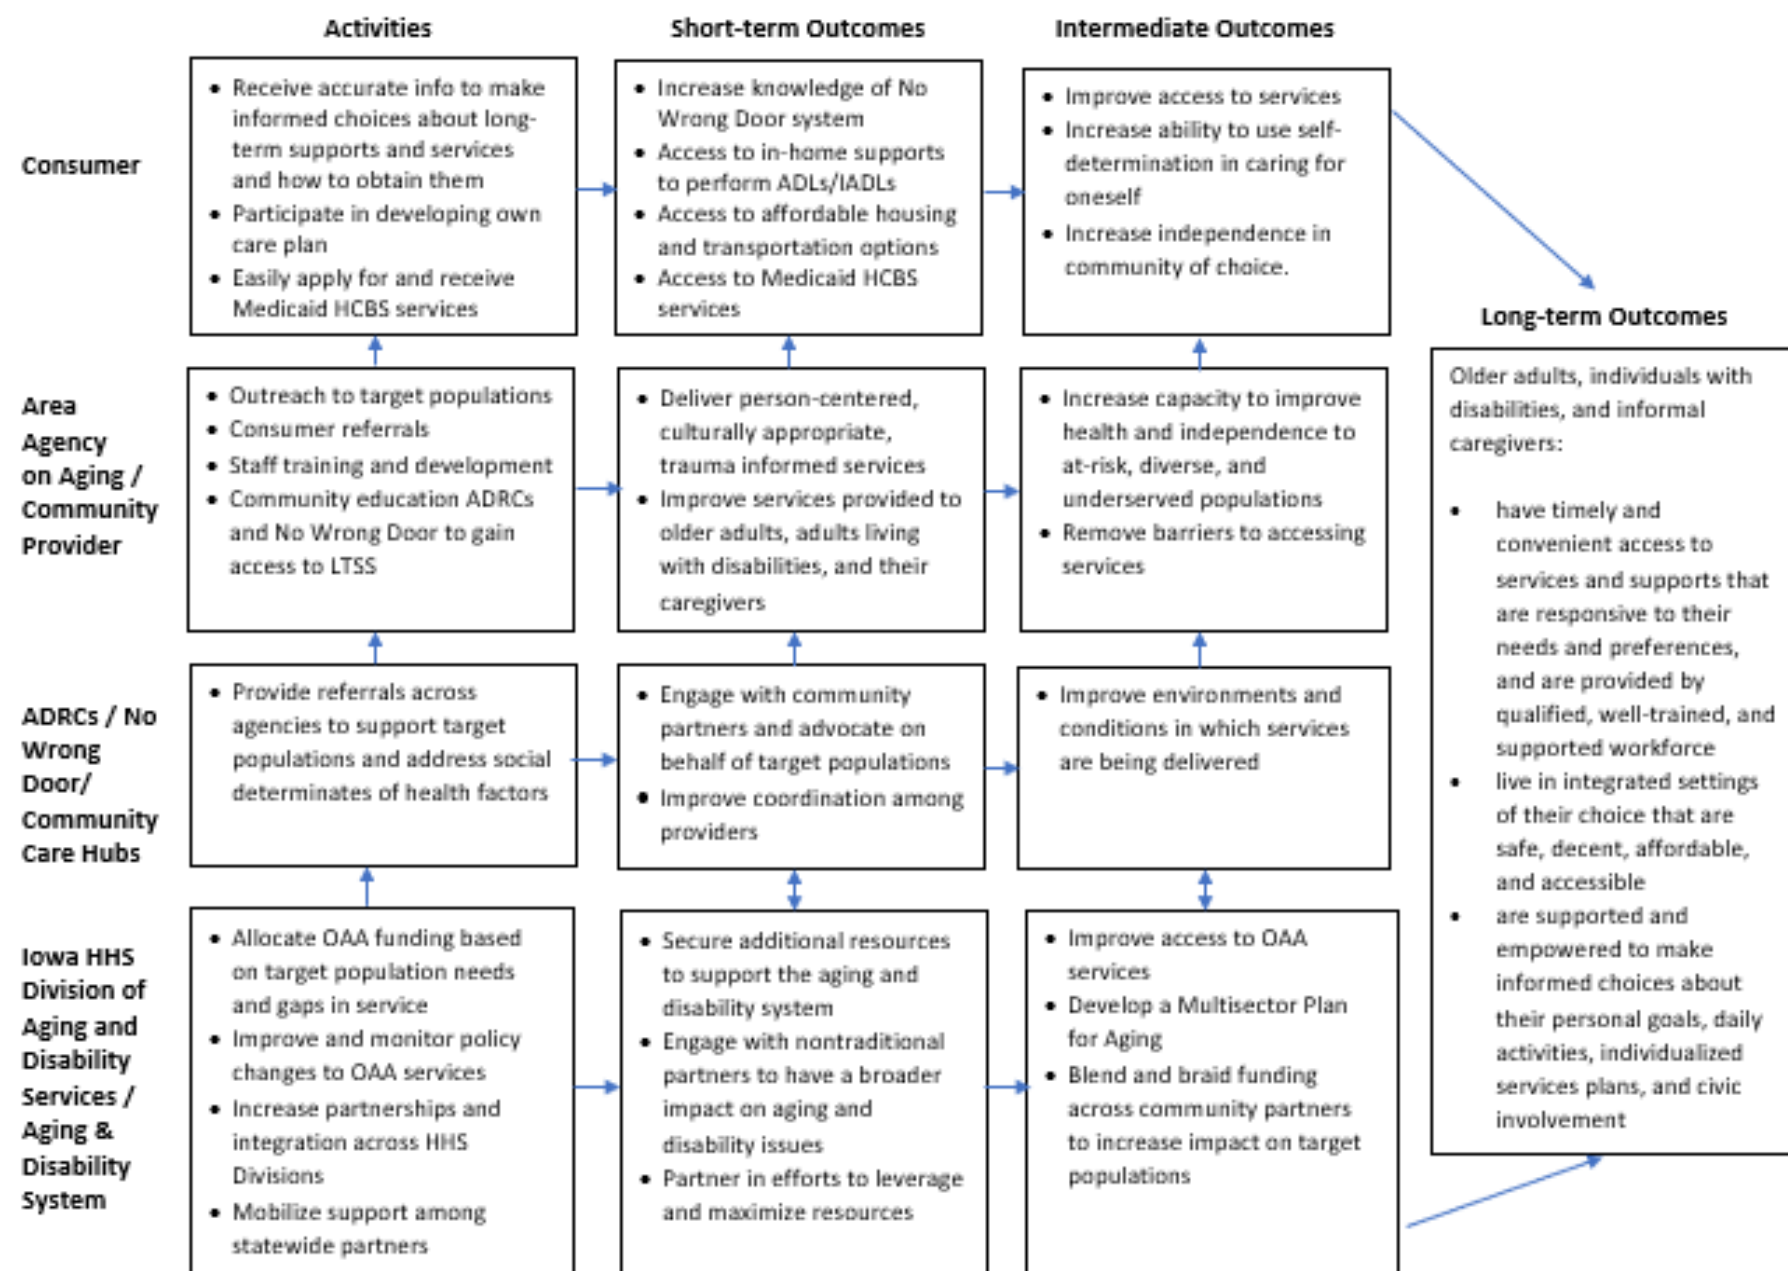 Activities
Short-term Outcomes
Intermediate Outcomes
Consumer
• Receive accurate info to make
informed choices about long-
term supports and services
and how to obtain them
• Participate in developing own
care plan
• Easily apply for and receive
Medicaid HCBS services
• Increase knowledge of No
Wrong Door system
• Access to in-home supports
to perform ADLs/IADLs
• Access to affordable housing
and transportation options
• Access to Medicaid HCBS
services
• Improve access to services
• Increase ability to use self-
determination in caring for
oneself
• Increase independence in
community of choice.
Area
Agency
on Aging /
Community
Provider
• Outreach to target populations
• Consumer referrals
• Staff training and development
• Community education ADRCs
and No Wrong Door to gain
access to LTSS
• Deliver person-centered,
culturally appropriate,
trauma informed services
• Improve services provided to
older adults, adults living
with disabilities, and their
caregivers
• Increase capacity to improve
health and independence to
at-risk, diverse, and
underserved populations
• Remove barriers to accessing
services
ADRCs / No
Wrong
Door/
Community
Care Hubs
• Provide referrals across
agencies to support target
populations and address social
determinates of health factors
• Engage with community
partners and advocate on
behalf of target populations
• Improve coordination among
providers
• Improve environments and
conditions in which services
are being delivered
Iowa HHS
Division of
Aging and
Disability
Services /
Aging &
Disability
System
• Allocate OAA funding based
on target population needs
and gaps in service
• Improve and monitor policy
changes to OAA services
• Increase partnerships and
integration across HHS
Divisions
• Mobilize support among
statewide partners
• Secure additional resources
to support the aging and
disability system
• Engage with nontraditional
partners to have a broader
impact on aging and
disability issues
• Partner in efforts to leverage
and maximize resources
• Improve access to OAA
services
• Develop a Multisector Plan
for Aging
• Blend and braid funding
across community partners
to increase impact on target
populations
Long-term Outcomes
Older adults, individuals with
disabilities, and informal
caregivers:
• have timely and
convenient access to
services and supports that
are responsive to their
needs and preferences,
and are provided by
qualified, well-trained, and
supported workforce
• live in integrated settings
of their choice that are
safe, decent, affordable,
and accessible
• are supported and
empowered to make
informed choices about
their personal goals, daily
activities, individualized
services plans, and civic
involvement